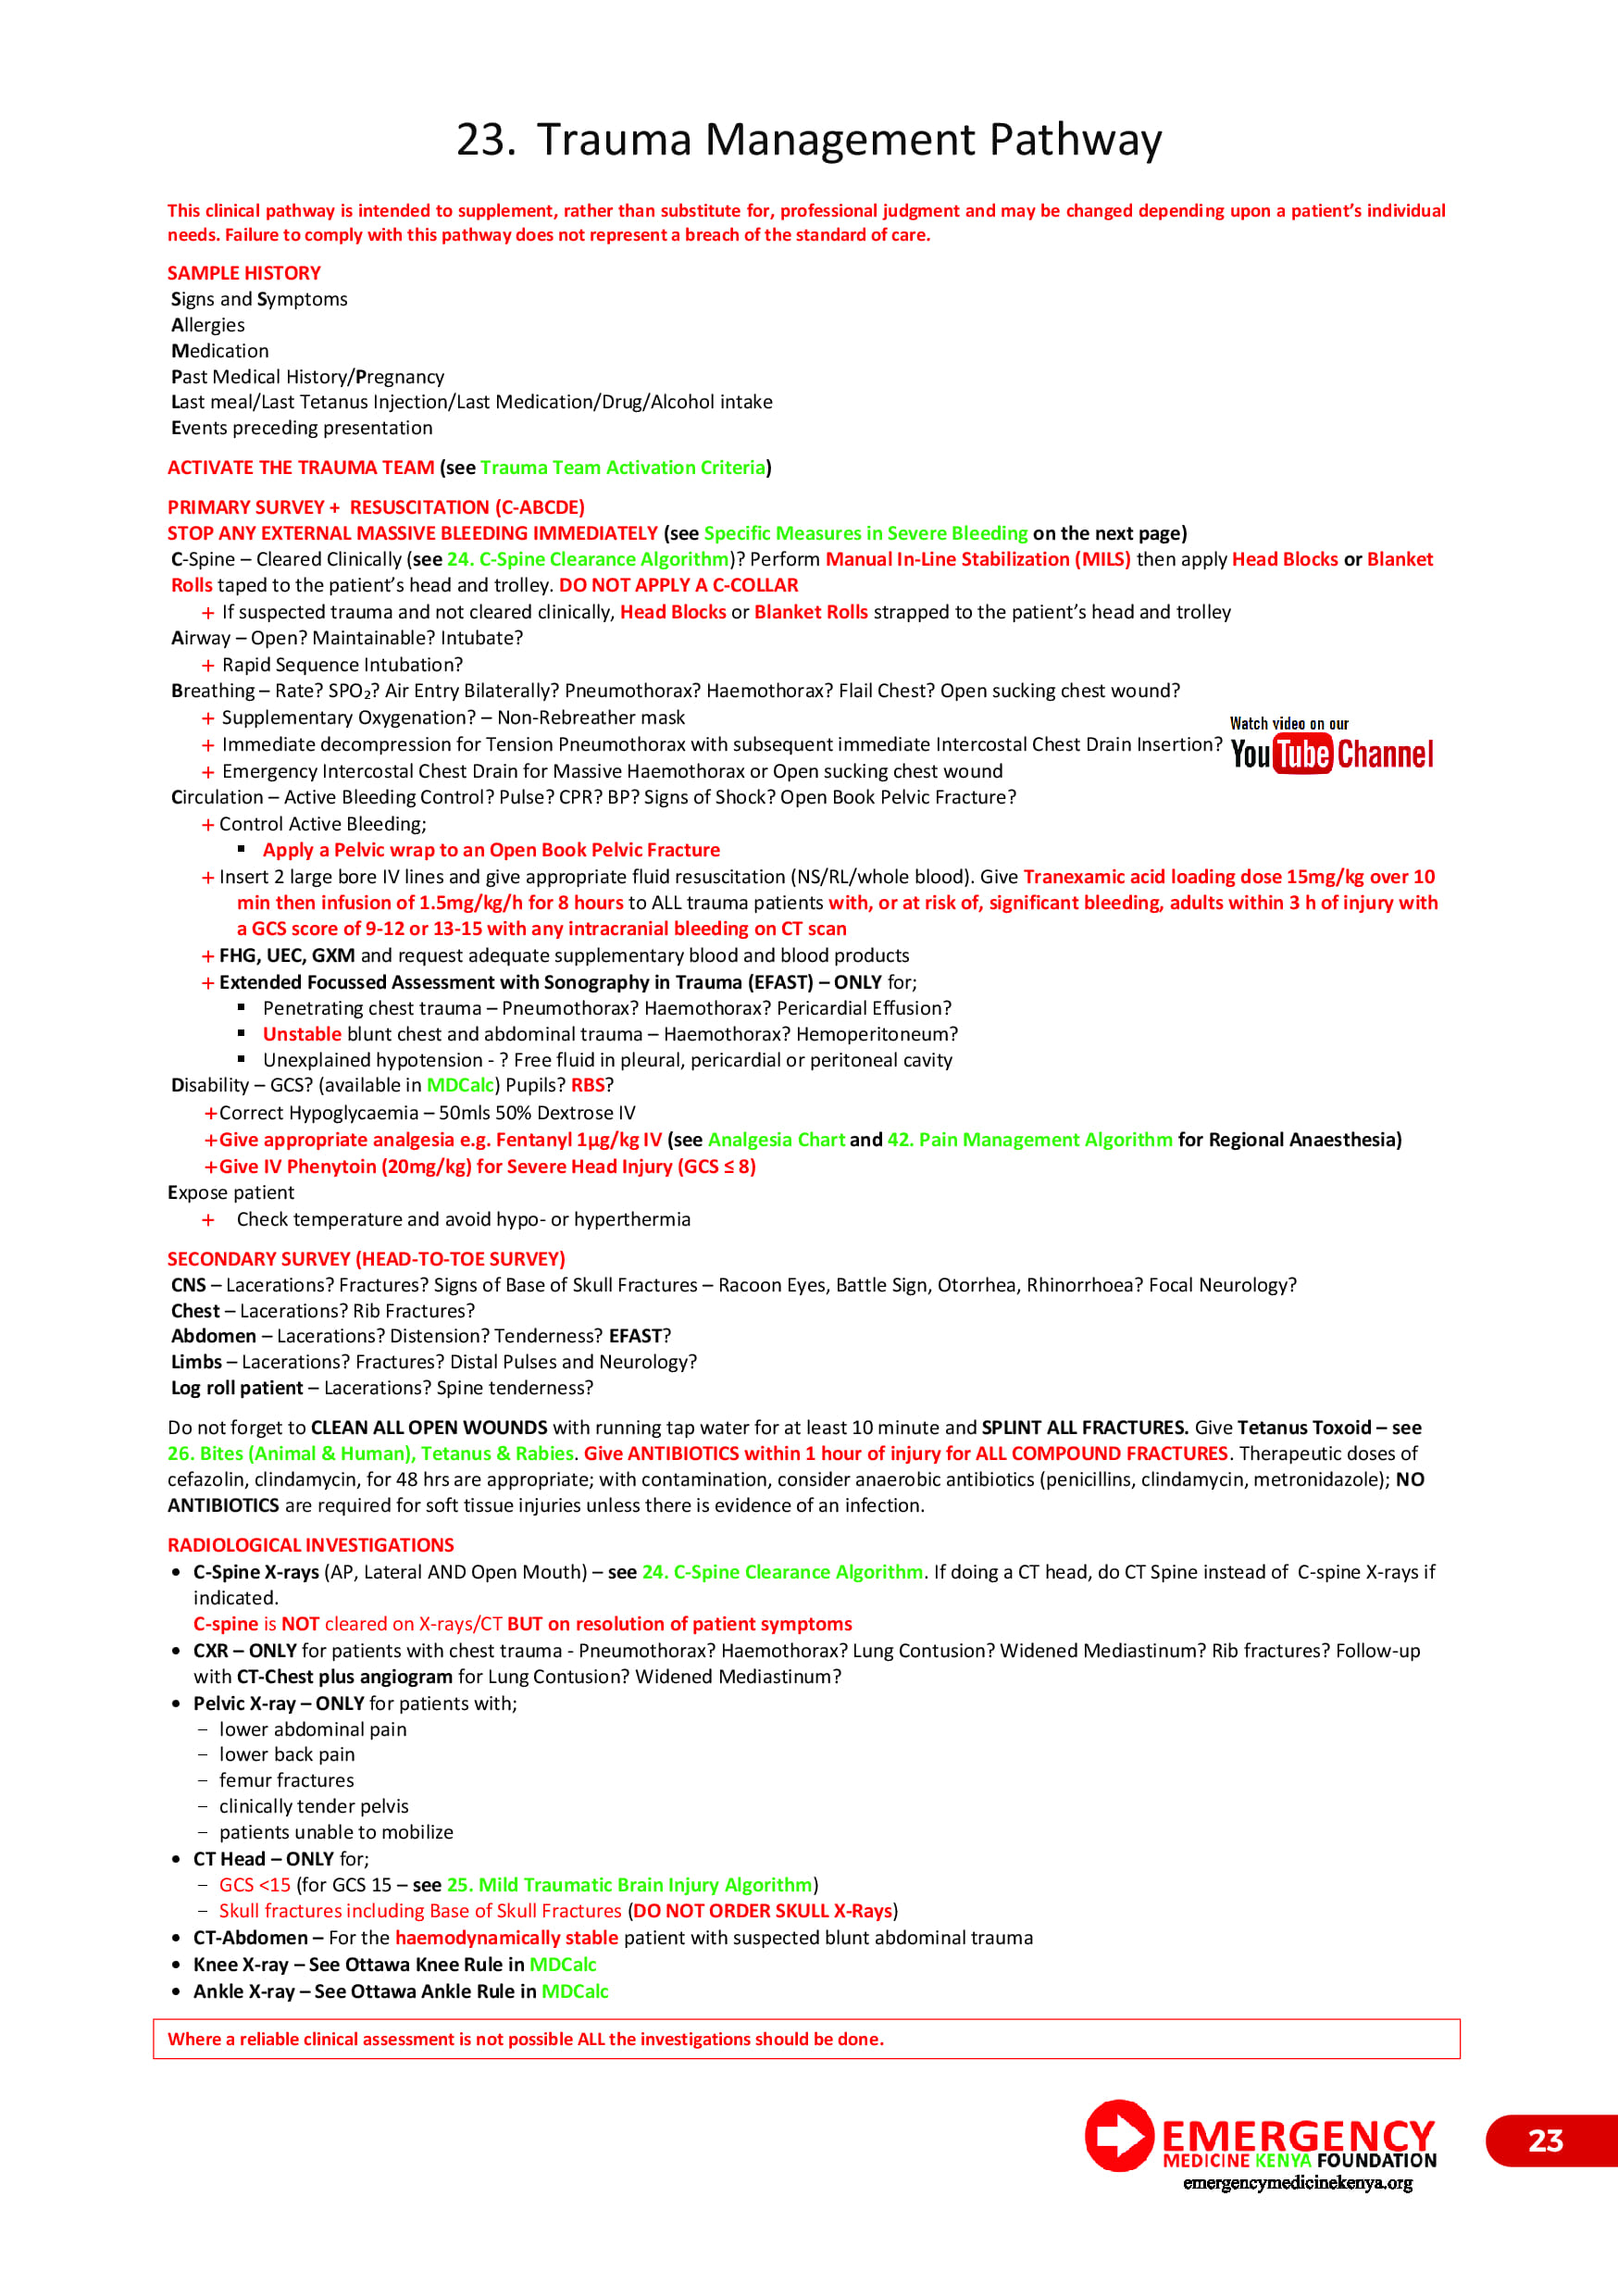 23. Trauma Management Pathway
This clinical pathway is intended to supplement, rather than substitute for, professional judgment and may be changed depending upon a patient's individual
needs. Failure to comply with this pathway does not represent a breach of the standard of care.
SAMPLE HISTORY
Signs and Symptoms
Allergies
Medication
Past Medical History/Pregnancy
Last meal/Last Tetanus Injection/Last Medication/Drug/Alcohol intake
Events preceding presentation
ACTIVATE THE TRAUMA TEAM (see Trauma Team Activation Criteria)
PRIMARY SURVEY + RESUSCITATION (C-ABCDE)
STOP ANY EXTERNAL MASSIVE BLEEDING IMMEDIATELY (see Specific Measures in Severe Bleeding on the next page)
C-Spine – Cleared Clinically (see 24. C-Spine Clearance Algorithm)? Perform Manual In-Line Stabilization (MILS) then apply Head Blocks or Blanket
Rolls taped to the patient's head and trolley. DO NOT APPLY A C-COLLAR
+ If suspected trauma and not cleared clinically, Head Blocks or Blanket Rolls strapped to the patient's head and trolley
Airway – Open? Maintainable? Intubate?
+ Rapid Sequence Intubation?
Breathing – Rate? SPO₂? Air Entry Bilaterally? Pneumothorax? Haemothorax? Flail Chest? Open sucking chest wound?
+ Supplementary Oxygenation? – Non-Rebreather mask
+ Immediate decompression for Tension Pneumothorax with subsequent immediate Intercostal Chest Drain Insertion?
+ Emergency Intercostal Chest Drain for Massive Haemothorax or Open sucking chest wound
Watch video on our
YouTube Channel
Circulation – Active Bleeding Control? Pulse? CPR? BP? Signs of Shock? Open Book Pelvic Fracture?
+ Control Active Bleeding;
▪ Apply a Pelvic wrap to an Open Book Pelvic Fracture
+ Insert 2 large bore IV lines and give appropriate fluid resuscitation (NS/RL/whole blood). Give Tranexamic acid loading dose 15mg/kg over 10
min then infusion of 1.5mg/kg/h for 8 hours to ALL trauma patients with, or at risk of, significant bleeding, adults within 3 h of injury with
a GCS score of 9-12 or 13-15 with any intracranial bleeding on CT scan
+ FHG, UEC, GXM and request adequate supplementary blood and blood products
+ Extended Focussed Assessment with Sonography in Trauma (EFAST) – ONLY for;
▪ Penetrating chest trauma – Pneumothorax? Haemothorax? Pericardial Effusion?
▪ Unstable blunt chest and abdominal trauma – Haemothorax? Hemoperitoneum?
▪ Unexplained hypotension - ? Free fluid in pleural, pericardial or peritoneal cavity
Disability – GCS? (available in MDCalc) Pupils? RBS?
+Correct Hypoglycaemia – 50mls 50% Dextrose IV
+Give appropriate analgesia e.g. Fentanyl 1µg/kg IV (see Analgesia Chart and 42. Pain Management Algorithm for Regional Anaesthesia)
+Give IV Phenytoin (20mg/kg) for Severe Head Injury (GCS ≤ 8)
Expose patient
+ Check temperature and avoid hypo- or hyperthermia
SECONDARY SURVEY (HEAD-TO-TOE SURVEY)
CNS – Lacerations? Fractures? Signs of Base of Skull Fractures – Racoon Eyes, Battle Sign, Otorrhea, Rhinorrhoea? Focal Neurology?
Chest – Lacerations? Rib Fractures?
Abdomen – Lacerations? Distension? Tenderness? EFAST?
Limbs – Lacerations? Fractures? Distal Pulses and Neurology?
Log roll patient – Lacerations? Spine tenderness?
Do not forget to CLEAN ALL OPEN WOUNDS with running tap water for at least 10 minute and SPLINT ALL FRACTURES. Give Tetanus Toxoid – see
26. Bites (Animal & Human), Tetanus & Rabies. Give ANTIBIOTICS within 1 hour of injury for ALL COMPOUND FRACTURES. Therapeutic doses of
cefazolin, clindamycin, for 48 hrs are appropriate; with contamination, consider anaerobic antibiotics (penicillins, clindamycin, metronidazole); NO
ANTIBIOTICS are required for soft tissue injuries unless there is evidence of an infection.
RADIOLOGICAL INVESTIGATIONS
• C-Spine X-rays (AP, Lateral AND Open Mouth) – see 24. C-Spine Clearance Algorithm. If doing a CT head, do CT Spine instead of C-spine X-rays if
indicated.
C-spine is NOT cleared on X-rays/CT BUT on resolution of patient symptoms
• CXR – ONLY for patients with chest trauma - Pneumothorax? Haemothorax? Lung Contusion? Widened Mediastinum? Rib fractures? Follow-up
with CT-Chest plus angiogram for Lung Contusion? Widened Mediastinum?
• Pelvic X-ray – ONLY for patients with;
– lower abdominal pain
– lower back pain
– femur fractures
– clinically tender pelvis
– patients unable to mobilize
• CT Head – ONLY for;
– GCS <15 (for GCS 15 – see 25. Mild Traumatic Brain Injury Algorithm)
– Skull fractures including Base of Skull Fractures (DO NOT ORDER SKULL X-Rays)
• CT-Abdomen – For the haemodynamically stable patient with suspected blunt abdominal trauma
• Knee X-ray – See Ottawa Knee Rule in MDCalc
• Ankle X-ray – See Ottawa Ankle Rule in MDCalc
Where a reliable clinical assessment is not possible ALL the investigations should be done.
EMERGENCY
MEDICINE KENYA FOUNDATION
emergencymedicinekenya.org
23